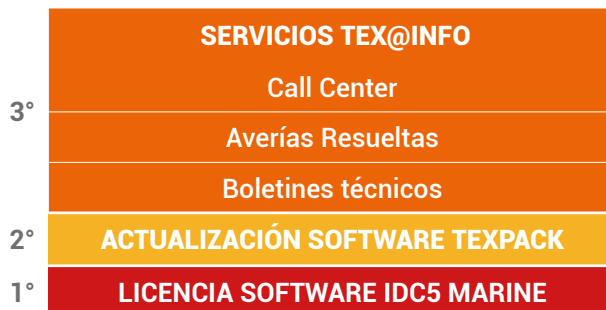 SERVICIOS TEX@INFO
Call Center
3°
Averías Resueltas
Boletines técnicos
2° ACTUALIZACIÓN SOFTWARE TEXPACK
1° LICENCIA SOFTWARE IDC5 MARINE